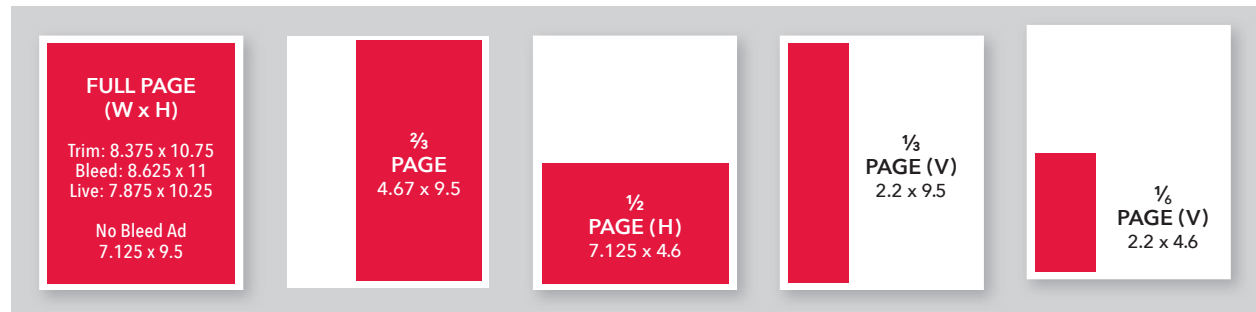 FULL PAGE
(W x H)
Trim: 8.375 x 10.75
Bleed: 8.625 x 11
Live: 7.875 x 10.25
No Bleed Ad
7.125 x 9.5
⅔
PAGE
4.67 x 9.5
½
PAGE (H)
7.125 x 4.6
⅓
PAGE (V)
2.2 x 9.5
⅙
PAGE (V)
2.2 x 4.6